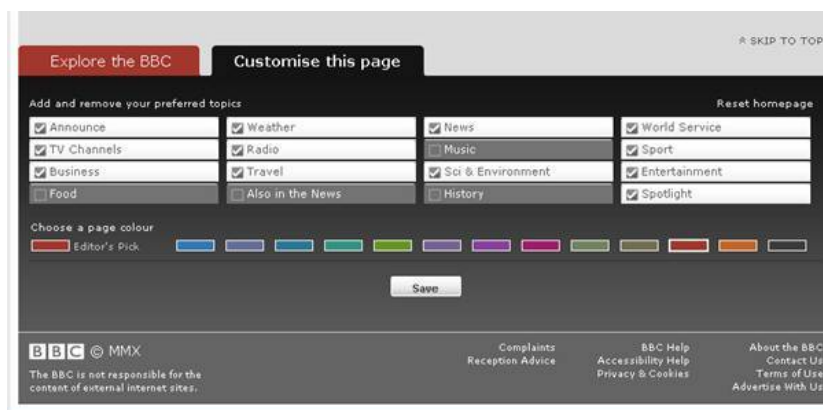 SKIP TO TOP
Explore the BBC
Customise this page
Add and remove your preferred topics
Reset homepage
Announce
Weather
News
World Service
TV Channels
Radio
Music
Sport
Business
Travel
Sci & Environment
Entertainment
Food
Also in the News
History
Spotlight
Choose a page colour
Editor's Pick
Save
BBC © MMX
The BBC is not responsible for the
content of external internet sites.
Complaints
Reception Advice
BBC Help
Accessibility Help
Privacy & Cookies
About the BBC
Contact Us
Terms of Use
Advertise With Us